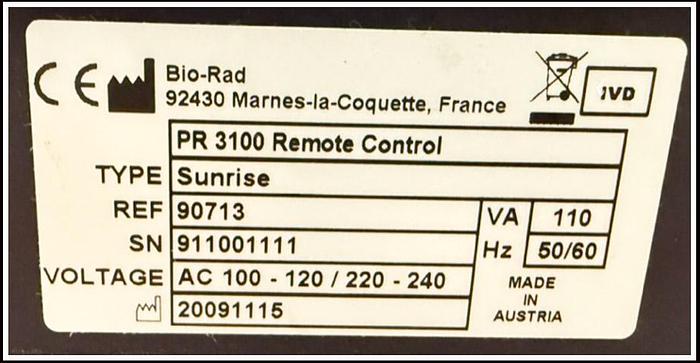 CE Bio-Rad
92430 Marnes-la-Coquette, France
IVD
PR 3100 Remote Control
TYPE Sunrise
REF 90713 VA 110
SN 911001111 Hz 50/60
VOLTAGE AC 100 - 120 / 220 - 240
20091115
MADE
IN
AUSTRIA